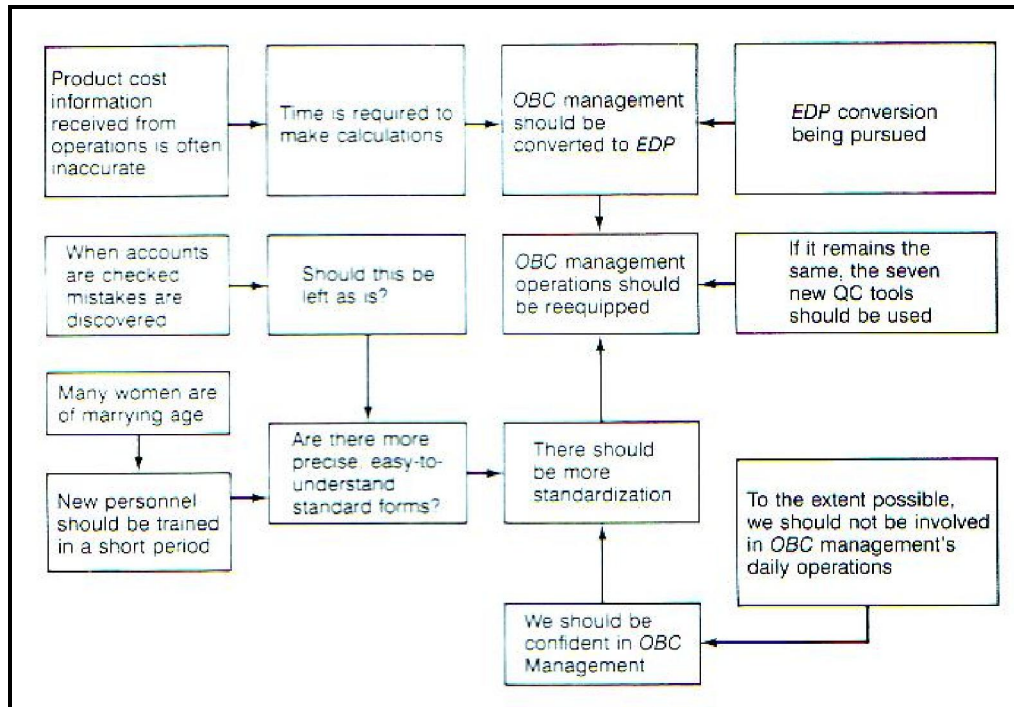 Product cost
information
received from
operations is often
inaccurate
Time is required to
make calculations
OBC management
should be
converted to EDP
EDP conversion
being pursued
When accounts
are checked
mistakes are
discovered
Should this be
left as is?
OBC management
operations should
be reequipped
If it remains the
same, the seven
new QC tools
should be used
Many women are
of marrying age
Are there more
precise, easy-to-
understand
standard forms?
There should
be more
standardization
New personnel
should be trained
in a short period
To the extent possible,
we should not be involved
in OBC management's
daily operations
We should be
confident in OBC
Management